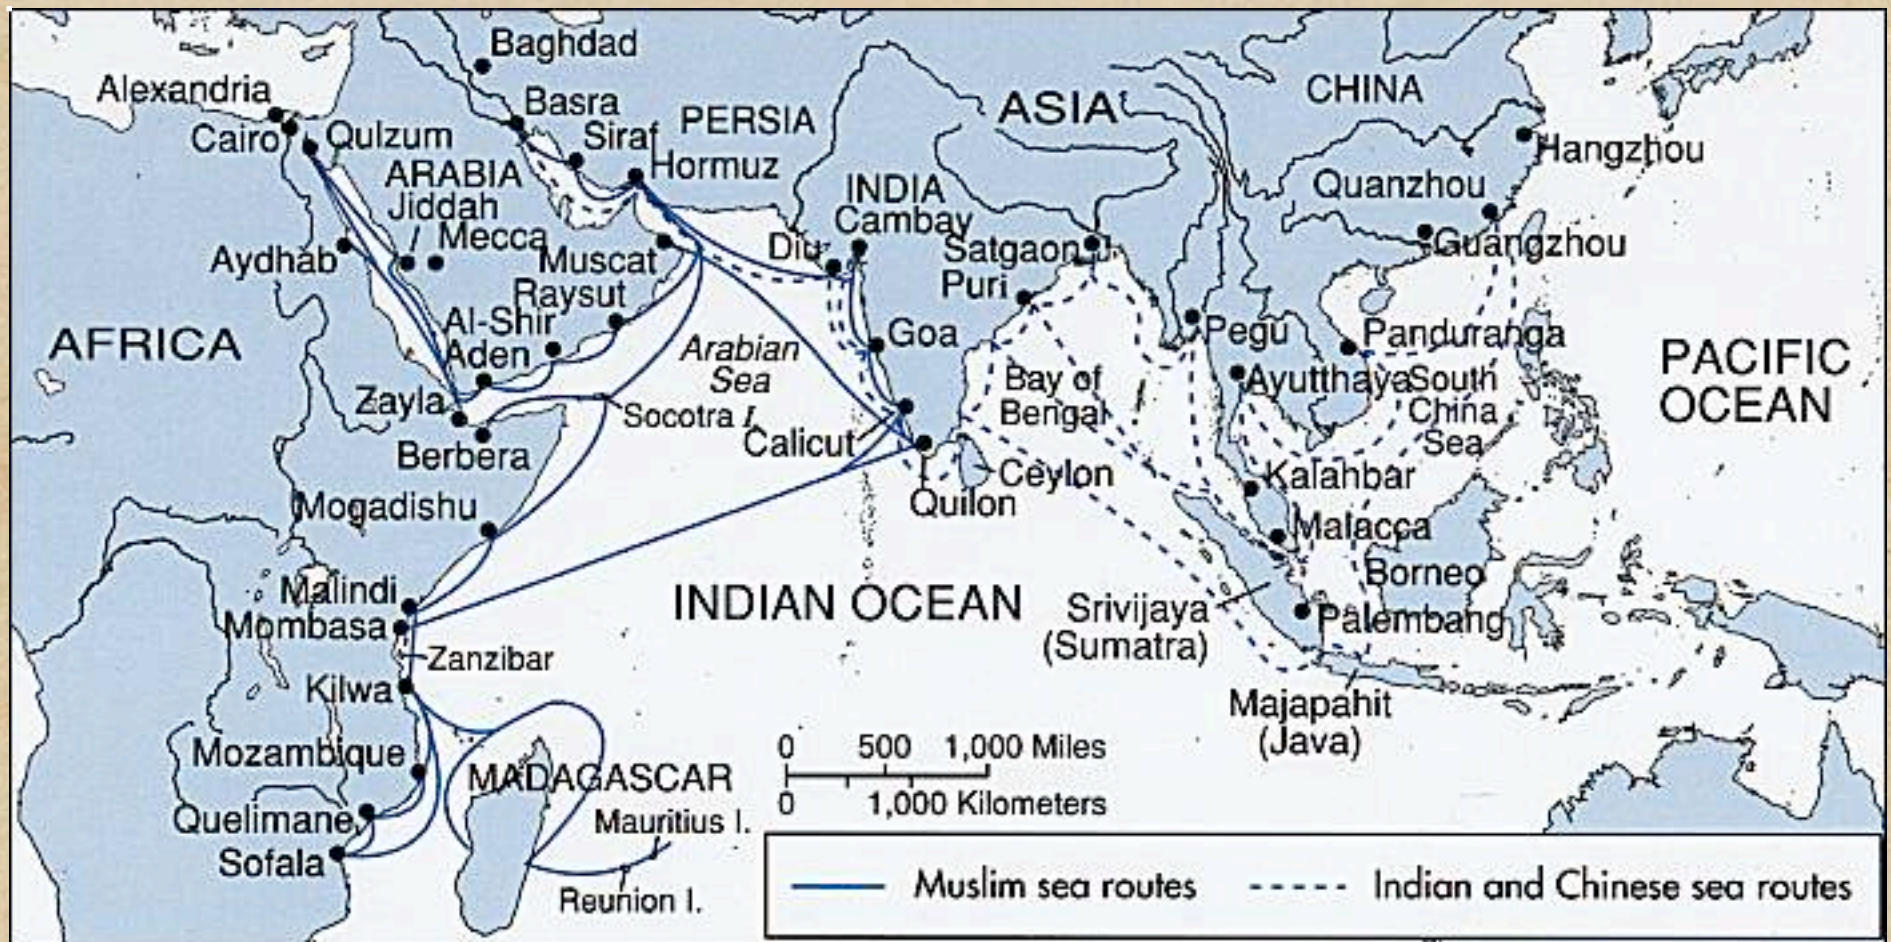 Baghdad
Alexandria
Basra
CHINA
ASIA
Cairo
Qulzum
Siraf
PERSIA
Hangzhou
Hormuz
ARABIA
INDIA
Quanzhou
Jiddah
Cambay
Mecca
Aydhab
Muscat
Diu
Satgaon
Guangzhou
Raysut
Puri
AFRICA
Al-Shir
Aden
Arabian
Sea
Goa
Pegu
Panduranga
PACIFIC
OCEAN
Bay of
Bengal
Ayutthaya
South
China
Sea
Zayla
Socotra I.
Calicut
Berbera
Ceylon
Kalahbar
Quilon
Mogadishu
Malacca
Malindi
INDIAN OCEAN
Borneo
Mombasa
Srivijaya
(Sumatra)
Palembang
Zanzibar
Kilwa
Majapahit
(Java)
Mozambique
MADAGASCAR
0 500 1,000 Miles
0 1,000 Kilometers
Quelimane
Mauritius I.
Sofala
Reunion I.
Muslim sea routes
Indian and Chinese sea routes